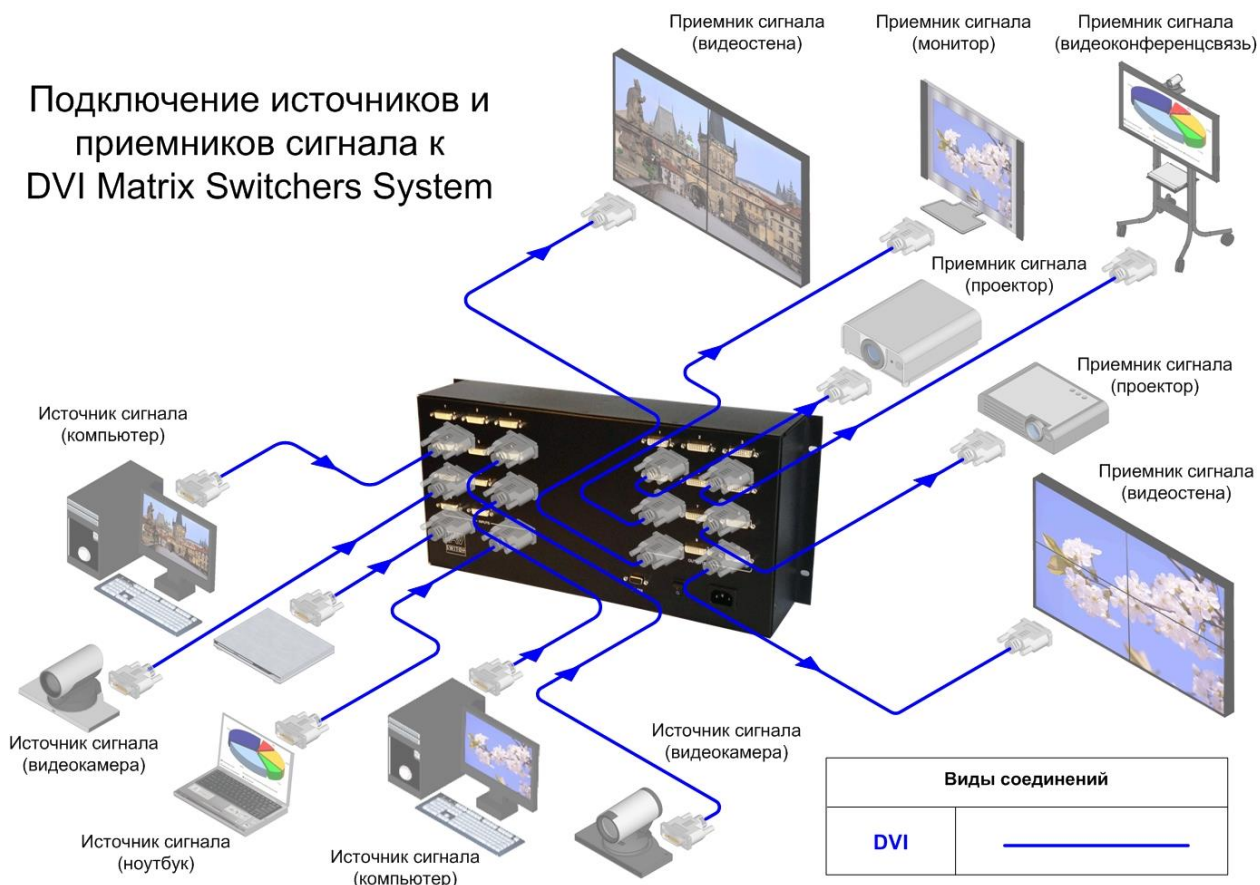 Подключение источников и
приемников сигнала к
DVI Matrix Switchers System
Приемник сигнала
(видеостена)
Приемник сигнала
(монитор)
Приемник сигнала
(видеоконференцсвязь)
Приемник сигнала
(проектор)
Приемник сигнала
(проектор)
Приемник сигнала
(видеостена)
Источник сигнала
(компьютер)
Источник сигнала
(видеокамера)
Источник сигнала
(ноутбук)
Источник сигнала
(компьютер)
Источник сигнала
(видеокамера)
Виды соединений
DVI